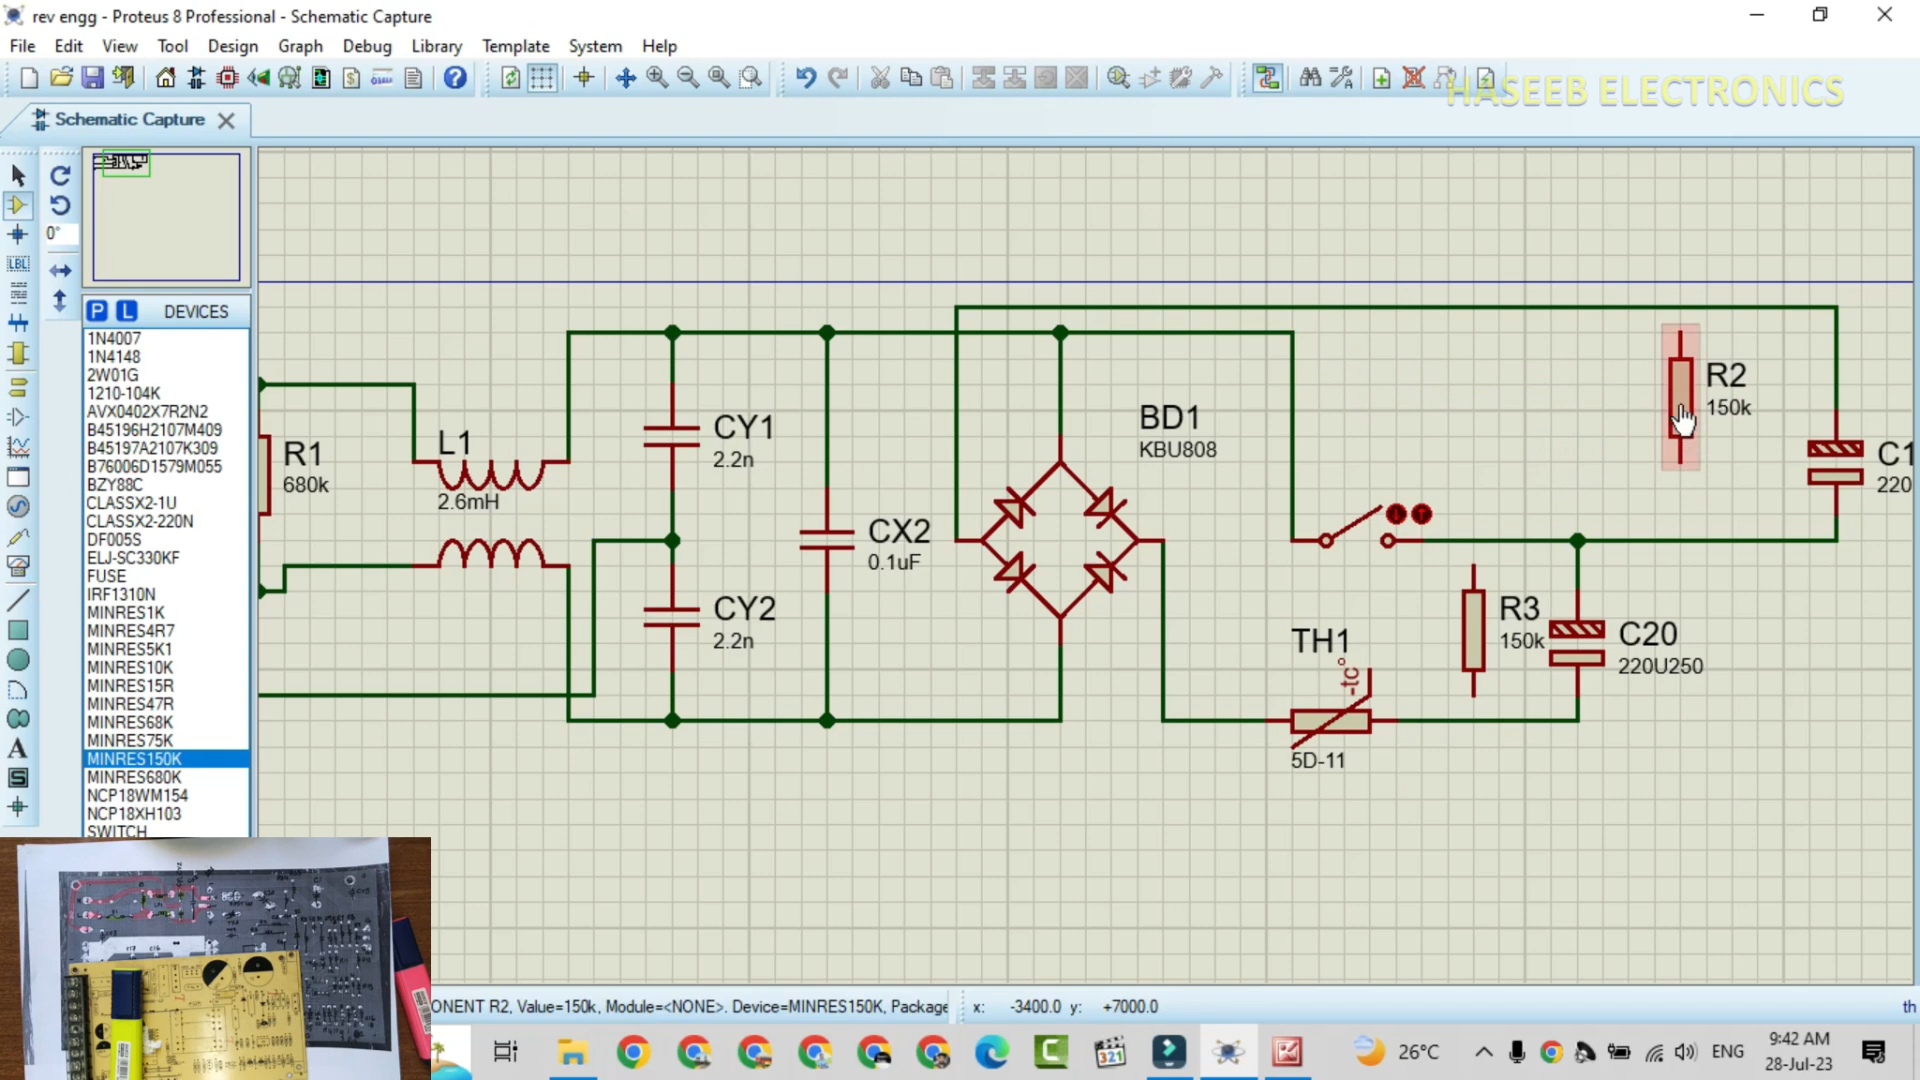 rev engg - Proteus 8 Professional - Schematic Capture
File Edit View Tool Design Graph Debug Library Template System Help
HASEEB ELECTRONICS
Schematic Capture
0°
LBL
P L DEVICES
1N4007
1N4148
2W01G
1210-104K
AVX0402X7R2N2
B45196H2107M409
B45197A2107K309
B76006D1579M055
BZY88C
CLASSX2-1U
CLASSX2-220N
DF005S
ELJ-SC330KF
FUSE
IRF1310N
MINRES1K
MINRES4R7
MINRES5K1
MINRES10K
MINRES15R
MINRES47R
MINRES68K
MINRES75K
MINRES150K
MINRES680K
NCP18WM154
NCP18XH103
SWITCH
A
S
R1
680k
L1
2.6mH
CY1
2.2n
CY2
2.2n
CX2
0.1uF
BD1
KBU808
TH1
-tc°
5D-11
R2
150k
R3
150k
C20
220U250
C1
220
ONENT R2, Value=150k, Module=<NONE>. Device=MINRES150K, Package
x: -3400.0 y: +7000.0
th
321
26°C
ENG
9:42 AM
28-Jul-23